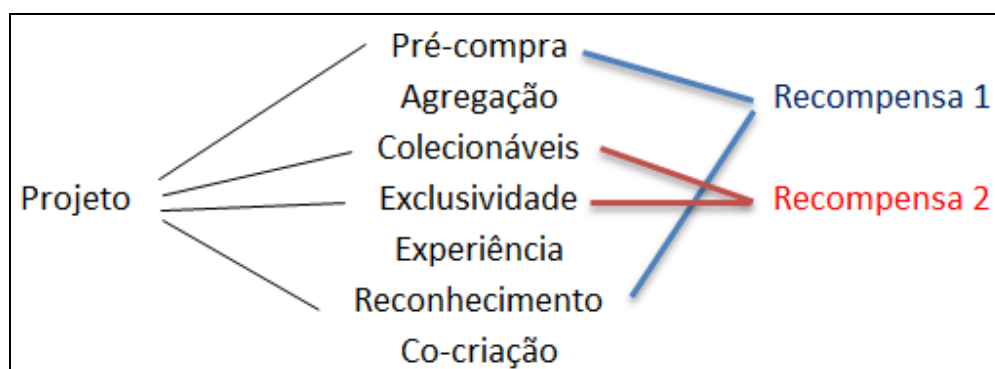 Projeto
Pré-compra
Agregação
Colecionáveis
Exclusividade
Experiência
Reconhecimento
Co-criação
Recompensa 1
Recompensa 2